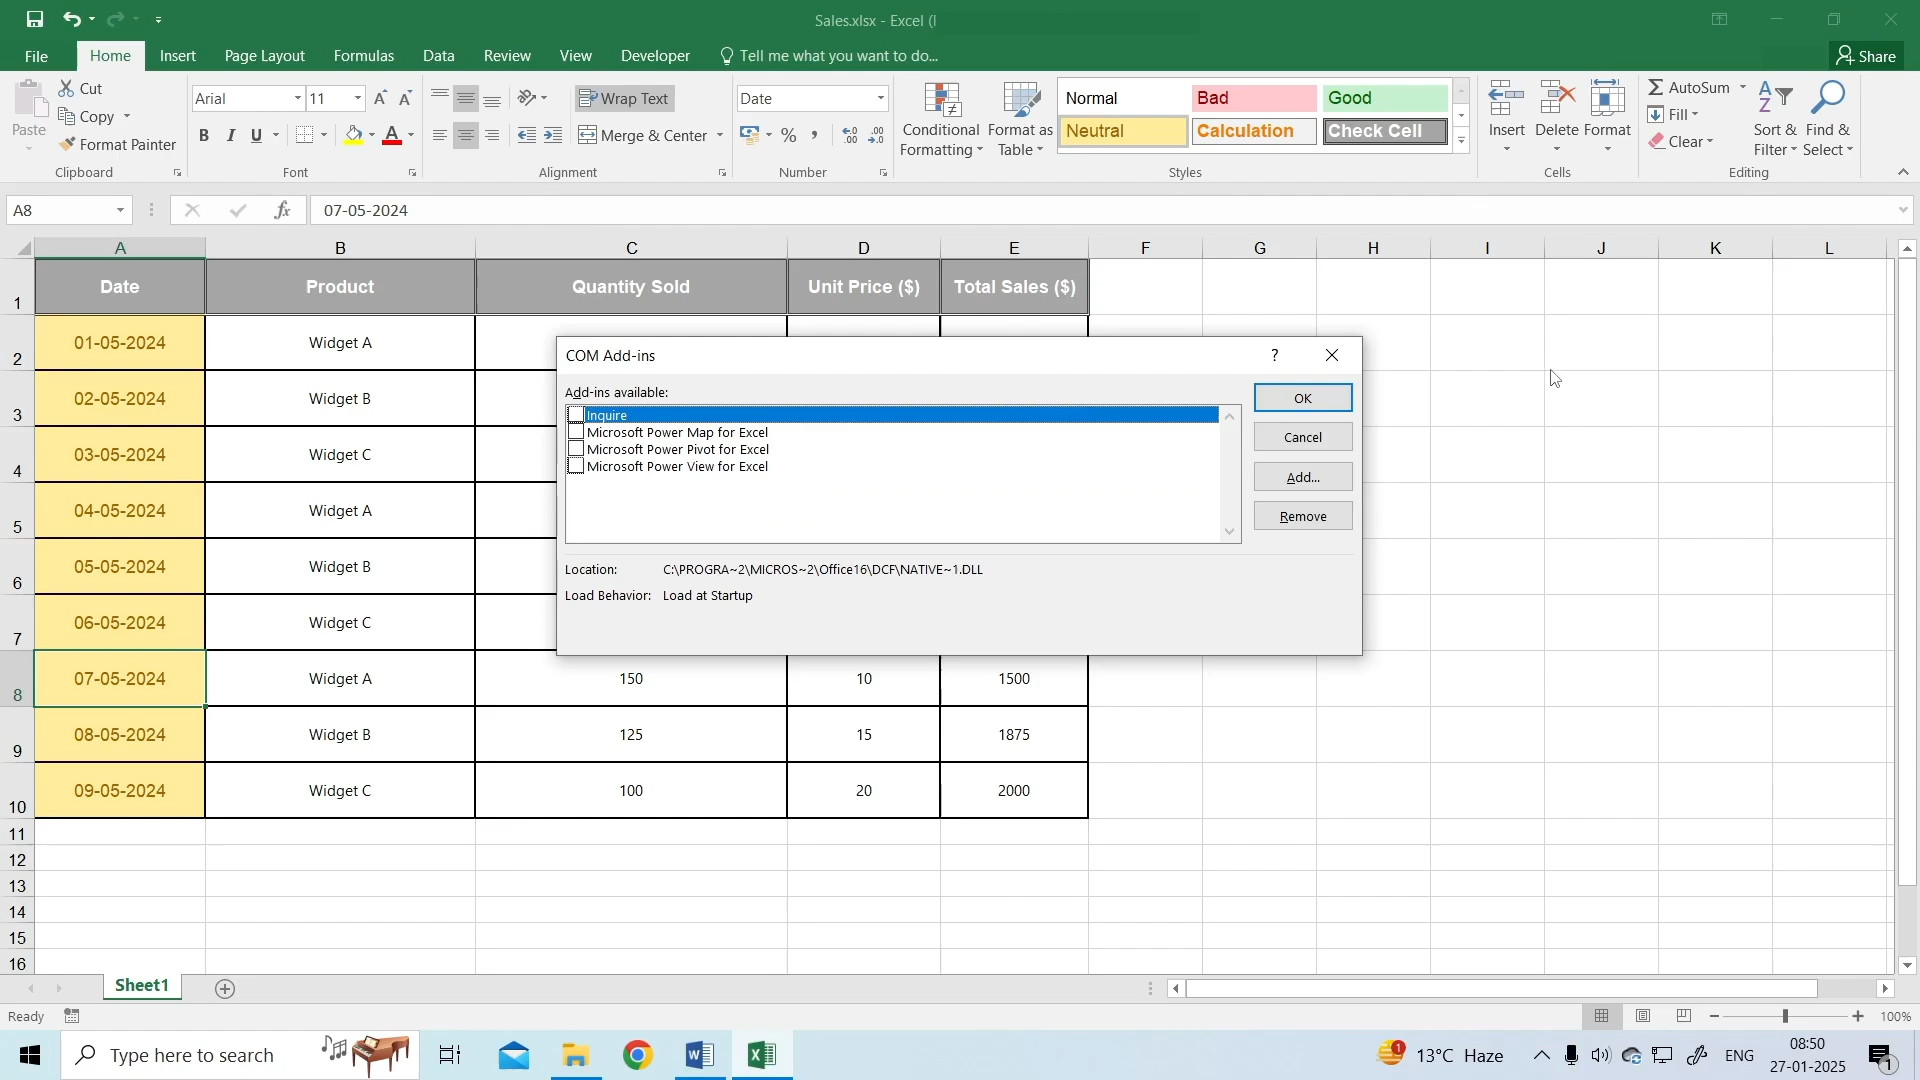 Sales.xlsx - Excel (
File Home Insert Page Layout Formulas Data Review View Developer Tell me what you want to do... Share
Paste
Cut
Copy
Format Painter
Clipboard
Arial 11
B I U
Font
Wrap Text
Merge & Center
Alignment
Date
%
Number
Conditional Formatting
Format as Table
Normal Bad Good
Neutral Calculation Check Cell
Styles
Insert Delete Format
Cells
AutoSum
Fill
Clear
Sort & Filter
Find & Select
Editing
A8 fx 07-05-2024
A B C D E F G H I J K L
1 Date Product Quantity Sold Unit Price ($) Total Sales ($)
2 01-05-2024 Widget A
3 02-05-2024 Widget B
4 03-05-2024 Widget C
5 04-05-2024 Widget A
6 05-05-2024 Widget B
7 06-05-2024 Widget C
8 07-05-2024 Widget A 150 10 1500
9 08-05-2024 Widget B 125 15 1875
10 09-05-2024 Widget C 100 20 2000
11
12
13
14
15
16
COM Add-ins ?
Add-ins available:
Inquire
Microsoft Power Map for Excel
Microsoft Power Pivot for Excel
Microsoft Power View for Excel
OK
Cancel
Add...
Remove
Location: C:\PROGRA~2\MICROS~2\Office16\DCF\NATIVE~1.DLL
Load Behavior: Load at Startup
Sheet1
Ready 100%
Type here to search
1 13°C Haze ENG
08:50
27-01-2025
1